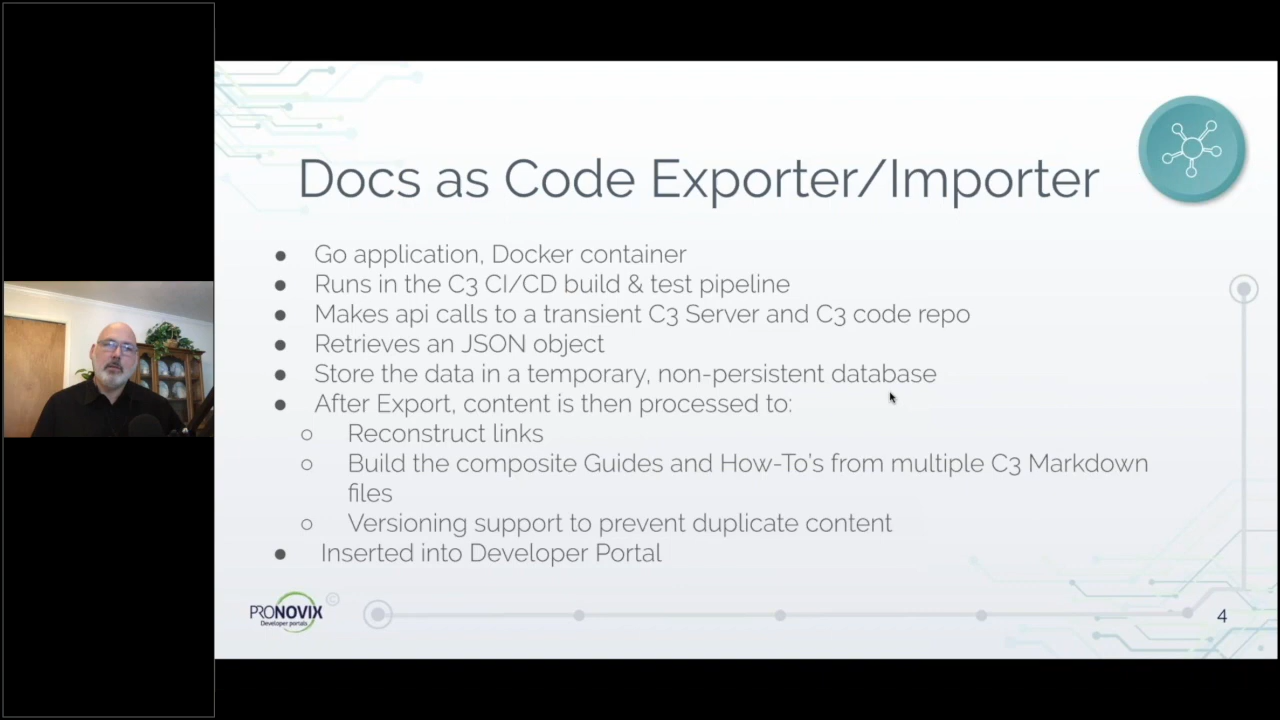 Docs as Code Exporter/Importer
● Go application, Docker container
● Runs in the C3 CI/CD build & test pipeline
● Makes api calls to a transient C3 Server and C3 code repo
● Retrieves an JSON object
● Store the data in a temporary, non-persistent database
● After Export, content is then processed to:
○ Reconstruct links
○ Build the composite Guides and How-To's from multiple C3 Markdown
files
○ Versioning support to prevent duplicate content
● Inserted into Developer Portal
PRONOVIX ©
Developer portals
4